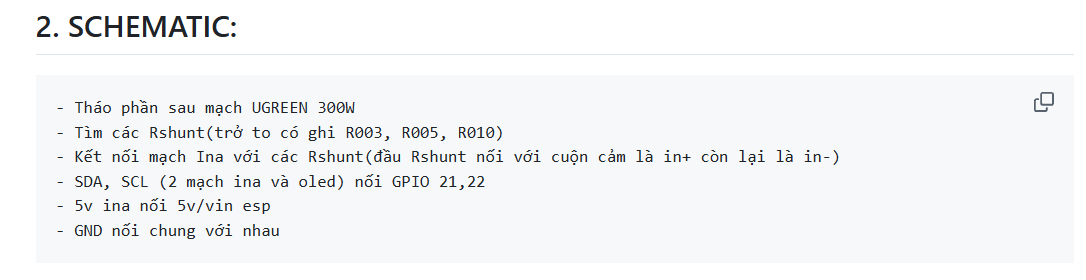 2. SCHEMATIC:
- Tháo phần sau mạch UGREEN 300W
- Tìm các Rshunt(trở to có ghi R003, R005, R010)
- Kết nối mạch Ina với các Rshunt(đầu Rshunt nối với cuộn cảm là in+ còn lại là in-)
- SDA, SCL (2 mạch ina và oled) nối GPIO 21,22
- 5v ina nối 5v/vin esp
- GND nối chung với nhau